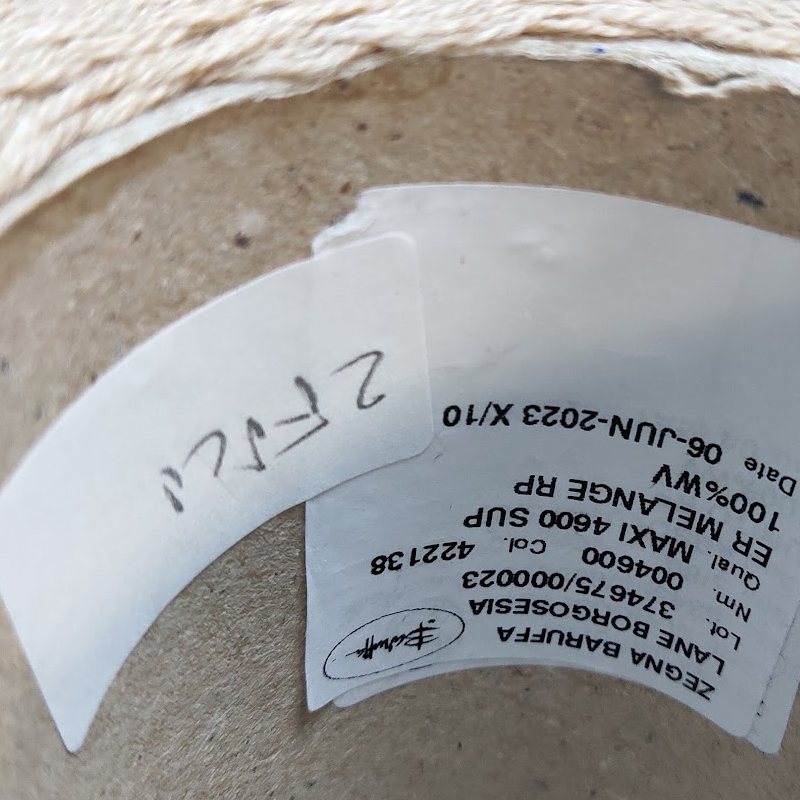 ZEGNA BARUFFA
LANE BORGOSESIA
Baruffa
Lot. 374675/000023
Nm. 004600 Col. 422138
Qual. MAXI 4600 SUP
ER MELANGE RP
100%WV
Date 06-JUN-2023 X/10